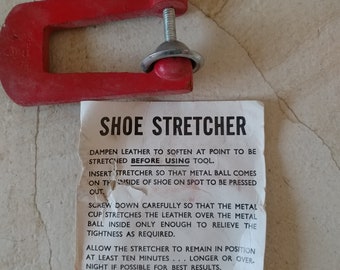 SHOE STRETCHER
DAMPEN LEATHER TO SOFTEN AT POINT TO BE
STRETCHED BEFORE USING TOOL.
INSERT STRETCHER SO THAT METAL BALL COMES
ON THE INSIDE OF SHOE ON SPOT TO BE PRESSED
OUT.
SCREW DOWN CAREFULLY SO THAT THE METAL
CUP STRETCHES THE LEATHER OVER THE METAL
BALL INSIDE ONLY ENOUGH TO RELIEVE THE
TIGHTNESS AS REQUIRED.
ALLOW THE STRETCHER TO REMAIN IN POSITION
AT LEAST TEN MINUTES . . . LONGER OR OVER-
NIGHT IF POSSIBLE FOR BEST RESULTS.